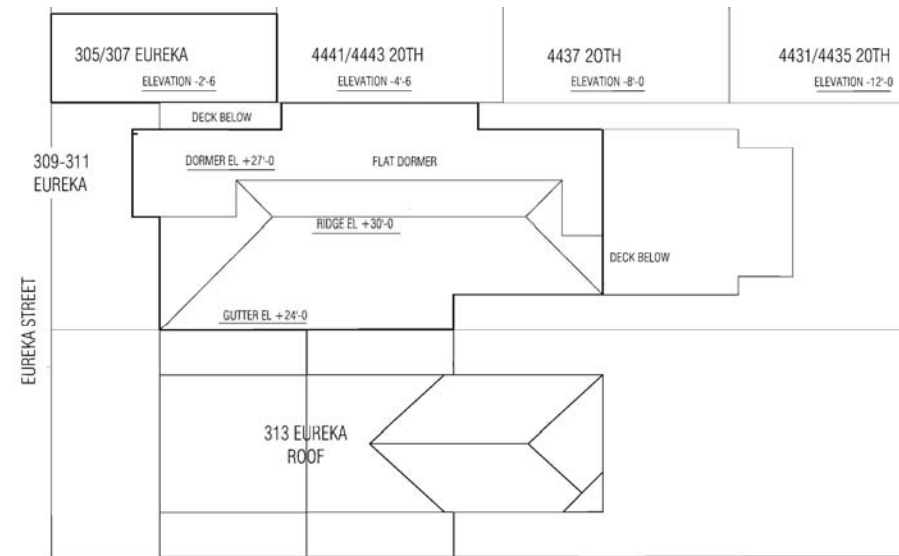 305/307 EUREKA
ELEVATION -2'-6
4441/4443 20TH
ELEVATION -4'-6
4437 20TH
ELEVATION -8'-0
4431/4435 20TH
ELEVATION -12'-0
DECK BELOW
309-311
EUREKA
DORMER EL +27'-0
FLAT DORMER
RIDGE EL +30'-0
DECK BELOW
GUTTER EL +24'-0
EUREKA STREET
313 EUREKA
ROOF